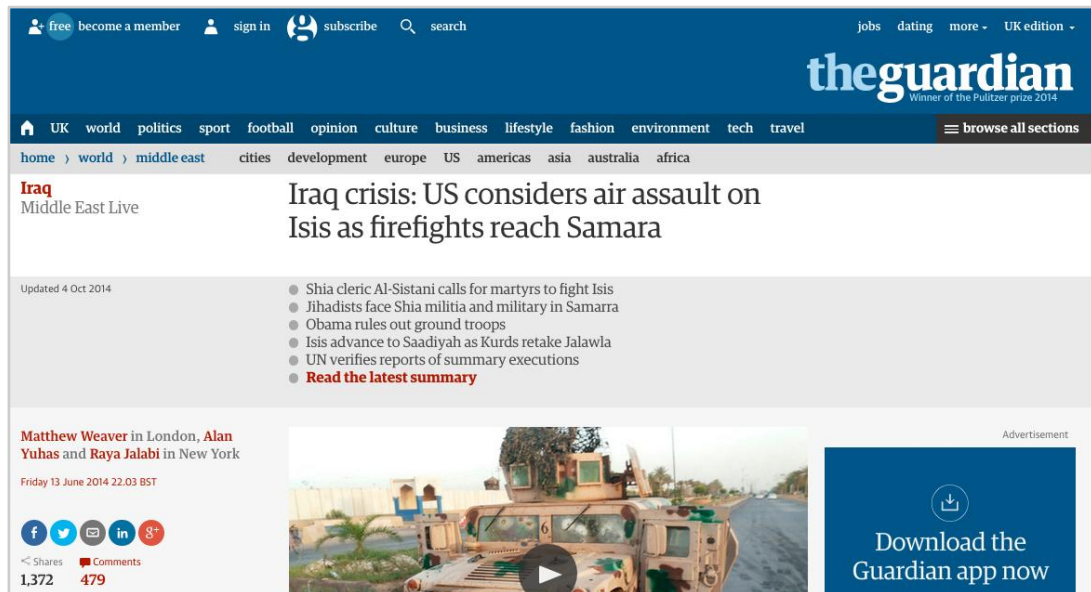 free become a member sign in subscribe search jobs dating more UK edition
theguardian
Winner of the Pulitzer prize 2014
UK world politics sport football opinion culture business lifestyle fashion environment tech travel browse all sections
home › world › middle east cities development europe US americas asia australia africa
Iraq
Middle East Live
Iraq crisis: US considers air assault on
Isis as firefights reach Samara
Updated 4 Oct 2014
Shia cleric Al-Sistani calls for martyrs to fight Isis
Jihadists face Shia militia and military in Samarra
Obama rules out ground troops
Isis advance to Saadiyah as Kurds retake Jalawla
UN verifies reports of summary executions
Read the latest summary
Matthew Weaver in London, Alan
Yuhas and Raya Jalabi in New York
Friday 13 June 2014 22.03 BST
f in 8+
Shares Comments
1,372 479
6
Advertisement
Download the
Guardian app now